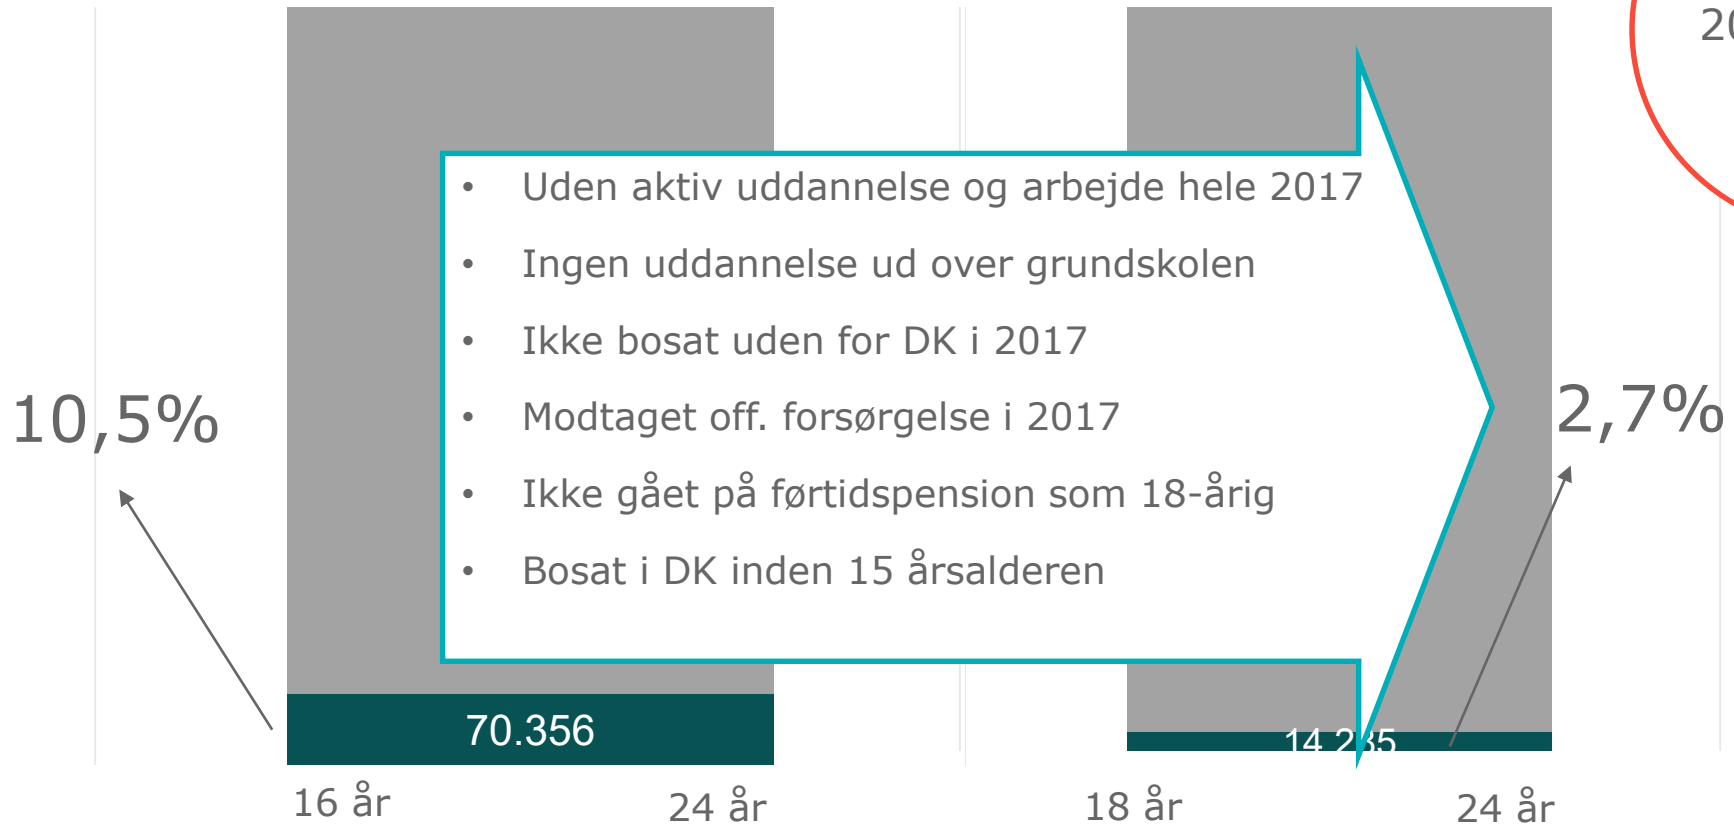 • Uden aktiv uddannelse og arbejde hele 2017
• Ingen uddannelse ud over grundskolen
• Ikke bosat uden for DK i 2017
• Modtaget off. forsørgelse i 2017
• Ikke gået på førtidspension som 18-årig
• Bosat i DK inden 15 årsalderen
10,5%
2,7%
70.356
16 år
24 år
18 år
24 år